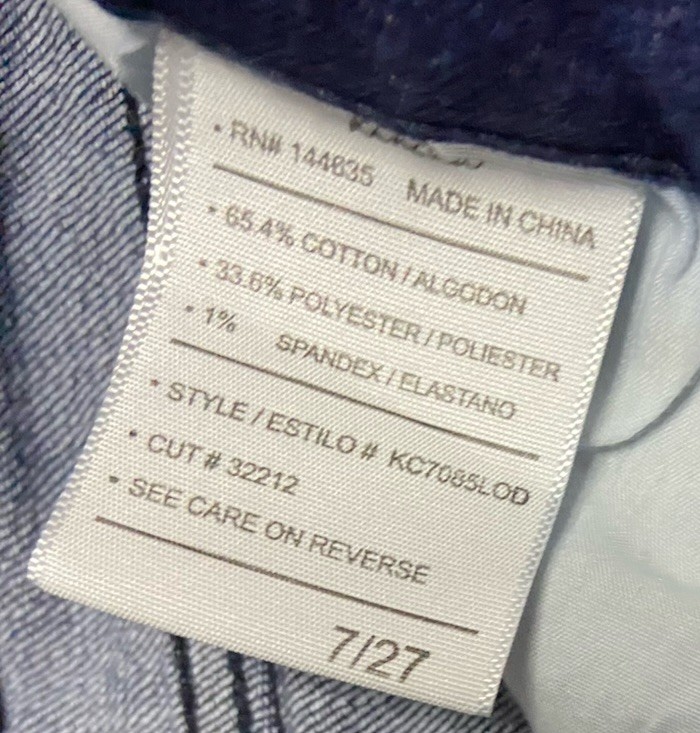 • RN# 144635 MADE IN CHINA
• 65.4% COTTON / ALGODON
• 33.6% POLYESTER / POLIESTER
• 1% SPANDEX / ELASTANO
• STYLE / ESTILO # KC7085LOD
• CUT # 32212
• SEE CARE ON REVERSE
7/27